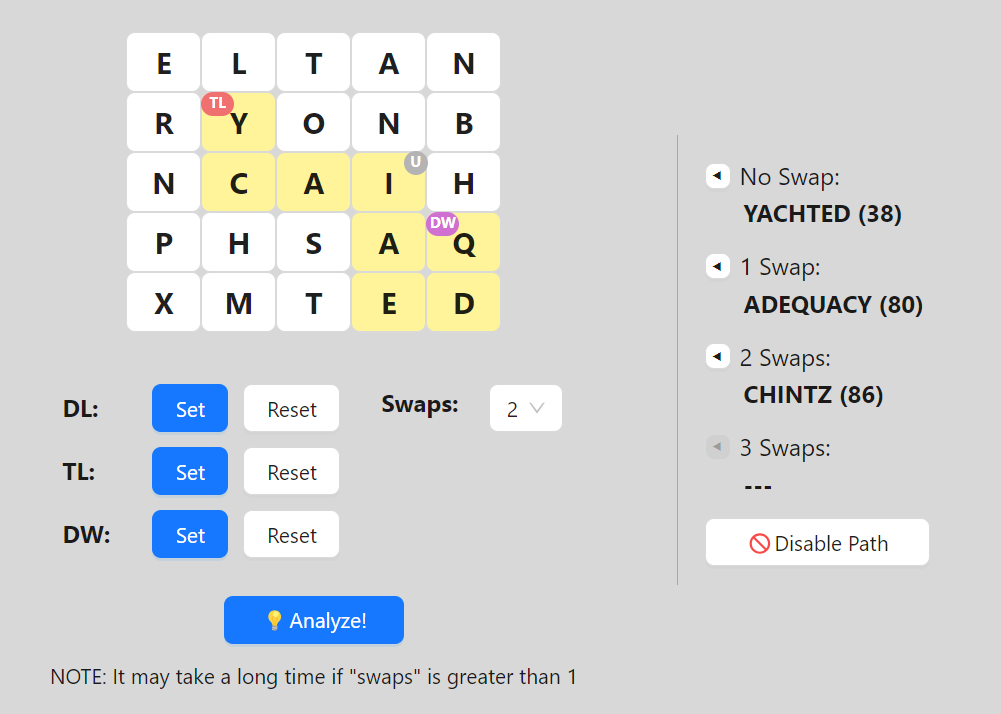 E L T A N
TL
R Y O N B
U
N C A I H
DW
P H S A Q
X M T E D
DL: Set Reset Swaps: 2
TL: Set Reset
DW: Set Reset
💡 Analyze!
NOTE: It may take a long time if "swaps" is greater than 1
◄ No Swap:
YACHTED (38)
◄ 1 Swap:
ADEQUACY (80)
◄ 2 Swaps:
CHINTZ (86)
◄ 3 Swaps:
---
🚫 Disable Path